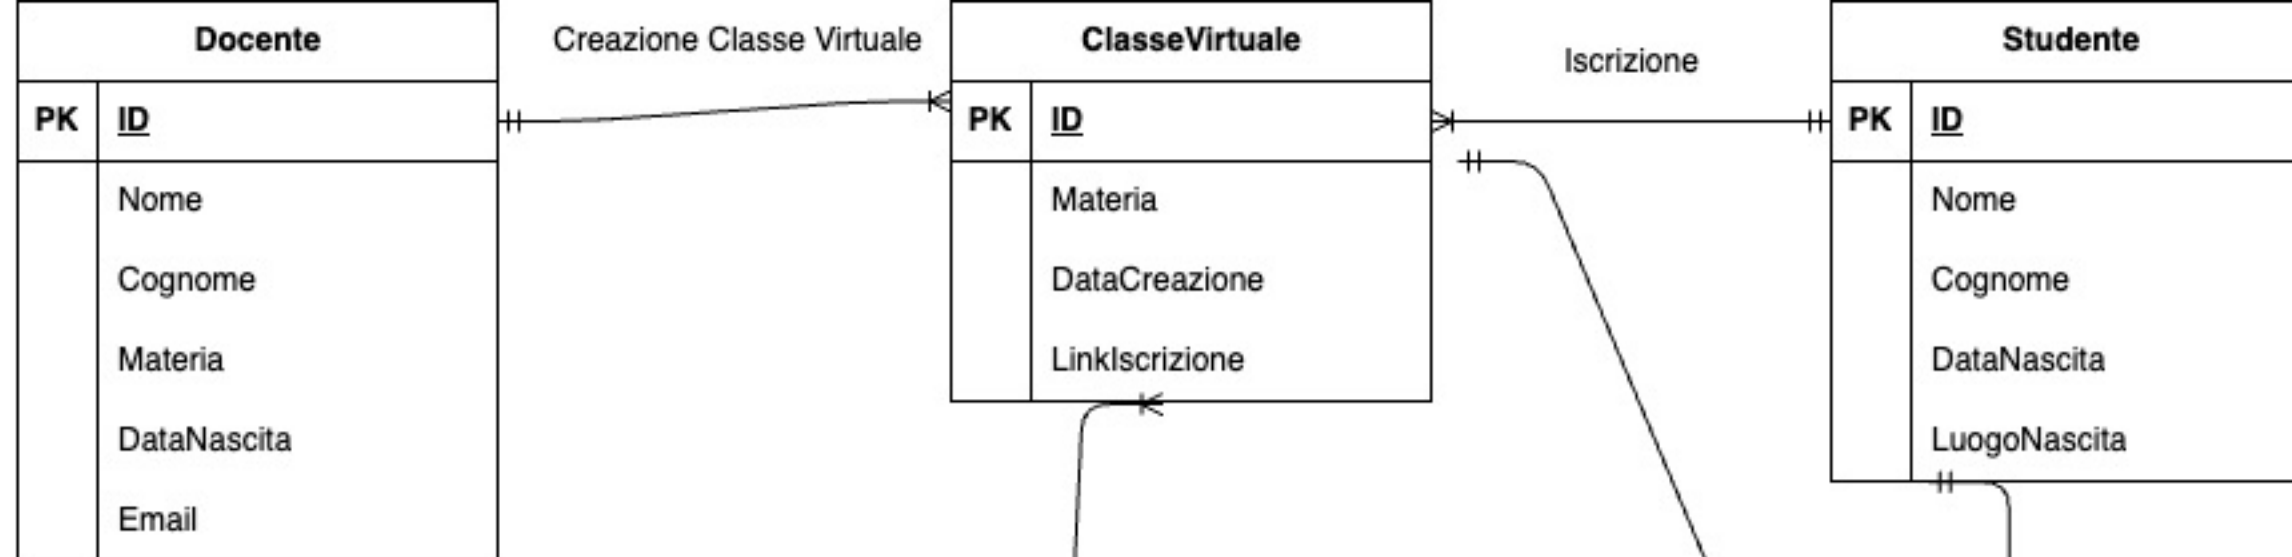 Docente
PK ID
Nome
Cognome
Materia
DataNascita
Email
Creazione Classe Virtuale
ClasseVirtuale
PK ID
Materia
DataCreazione
LinkIscrizione
Iscrizione
Studente
PK ID
Nome
Cognome
DataNascita
LuogoNascita